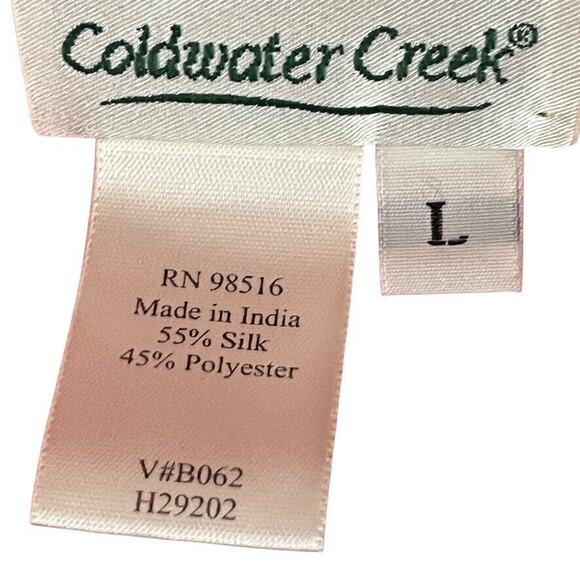 Coldwater Creek®
L
RN 98516
Made in India
55% Silk
45% Polyester
V#B062
H29202